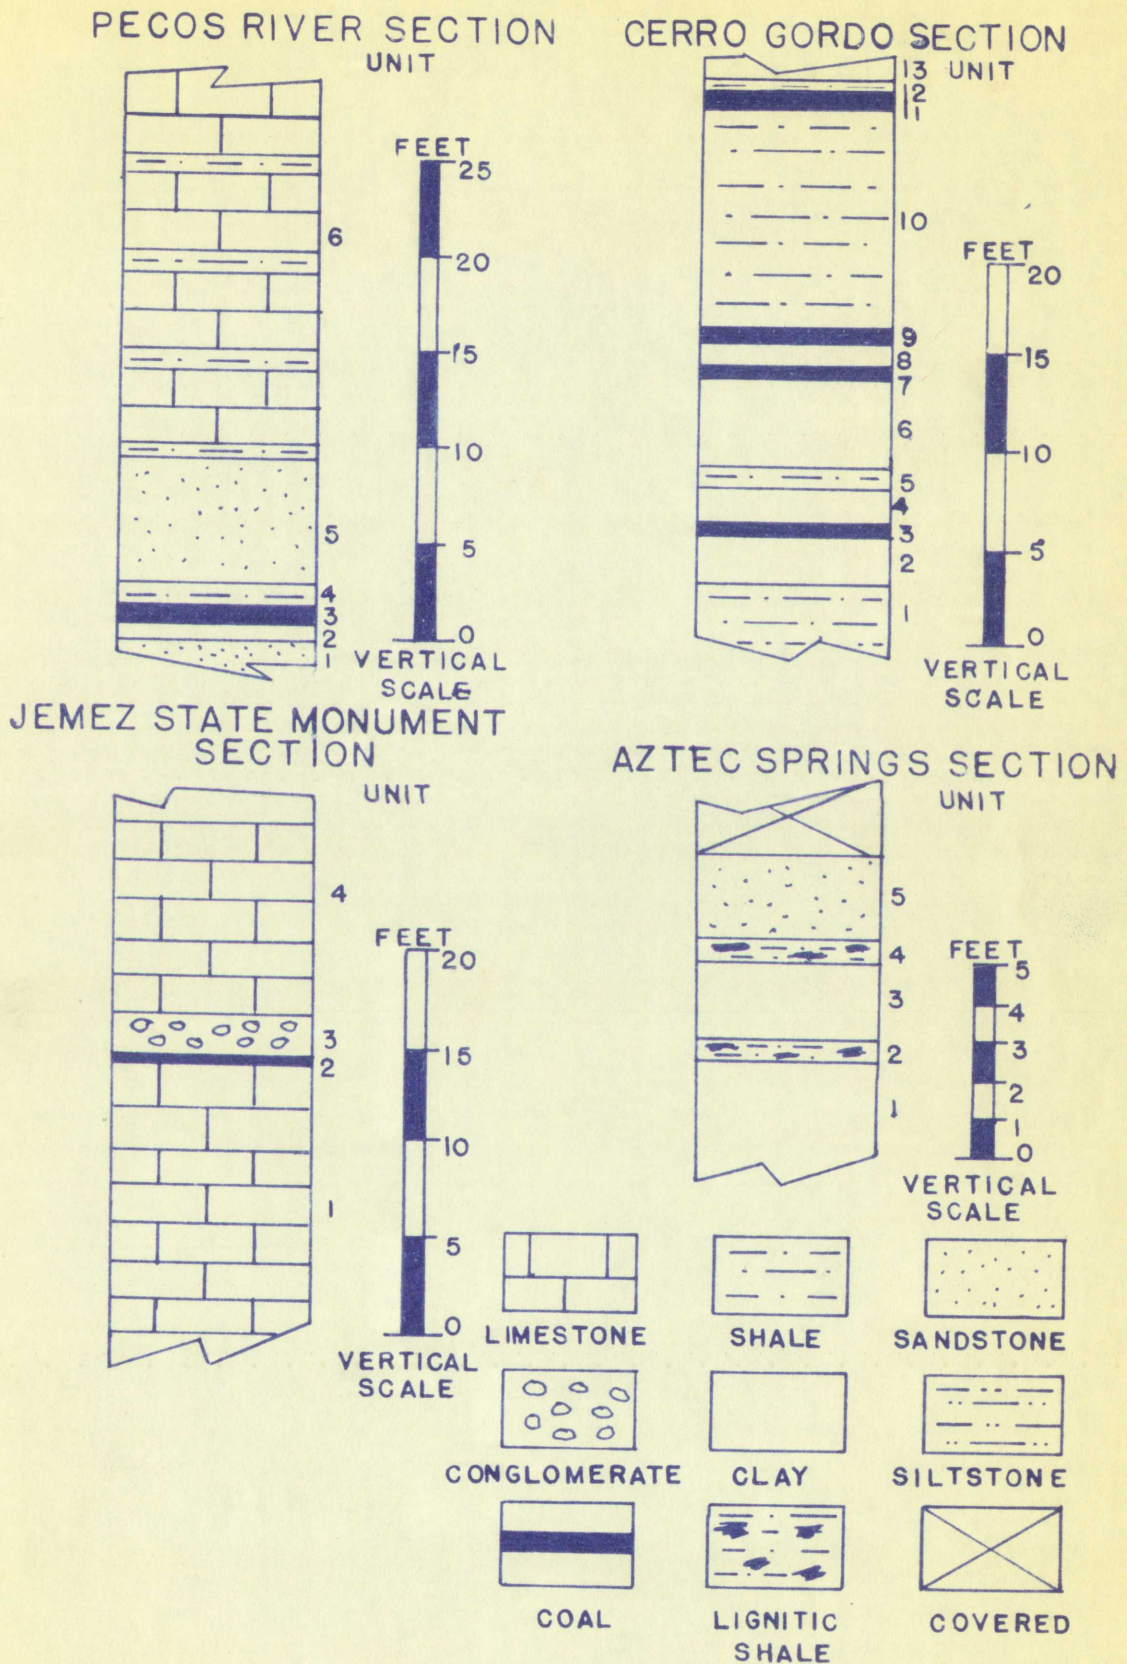 PECOS RIVER SECTION
UNIT
6
5
4
3
2
1
FEET
25
20
15
10
5
0
VERTICAL
SCALE
CERRO GORDO SECTION
13 UNIT
12
11
10
9
8
7
6
5
4
3
2
1
FEET
20
15
10
5
0
VERTICAL
SCALE
JEMEZ STATE MONUMENT
SECTION
UNIT
4
3
2
1
FEET
20
15
10
5
0
VERTICAL
SCALE
AZTEC SPRINGS SECTION
UNIT
5
4
3
2
1
FEET
5
4
3
2
1
0
VERTICAL
SCALE
LIMESTONE
SHALE
SANDSTONE
CONGLOMERATE
CLAY
SILTSTONE
COAL
LIGNITIC
SHALE
COVERED